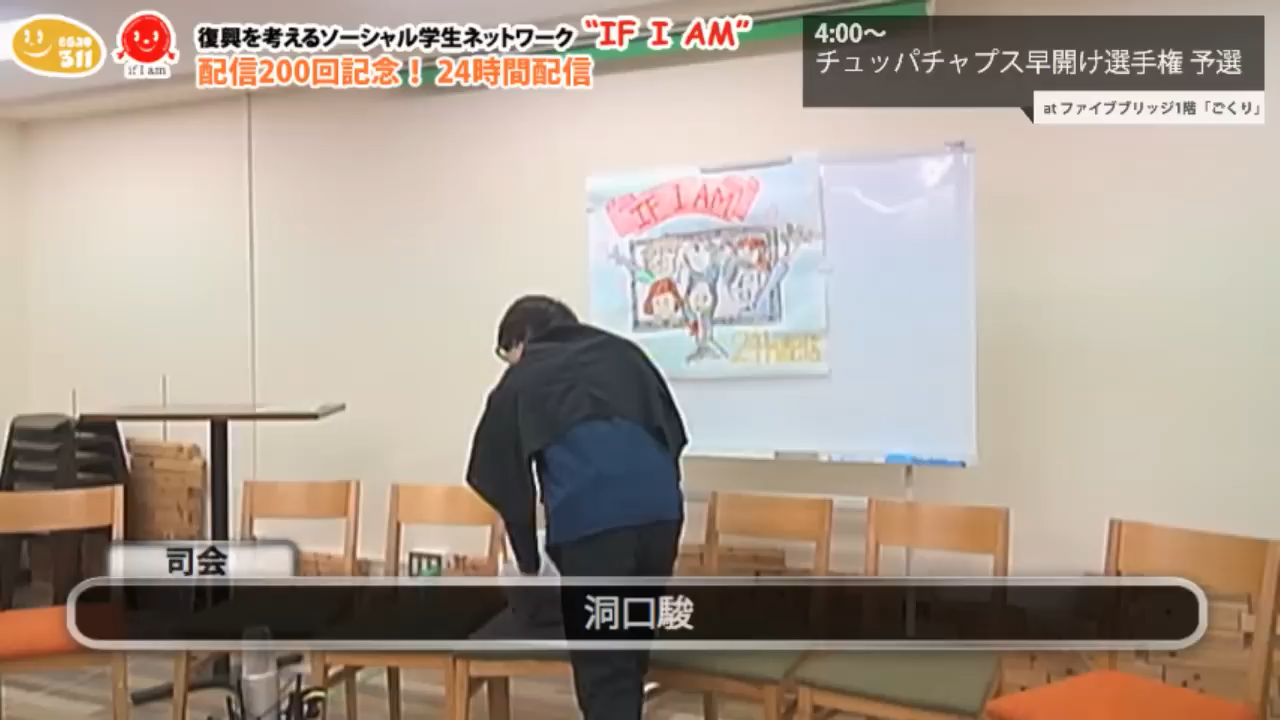 311
if I am
復興を考えるソーシャル学生ネットワーク "IF I AM"
配信200回記念！ 24時間配信
4:00～
チュッパチャプス早開け選手権 予選
at ファイブブリッジ1階「ごくり」
"IF I AM"
司会
洞口駿